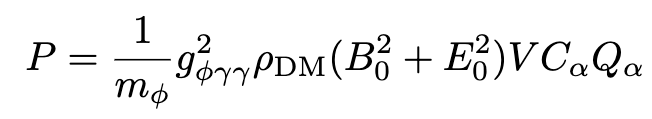 P = \frac{1}{m_\phi} g_{\phi\gamma\gamma}^2 \rho_{\mathrm{DM}} (B_0^2 + E_0^2) V C_\alpha Q_\alpha